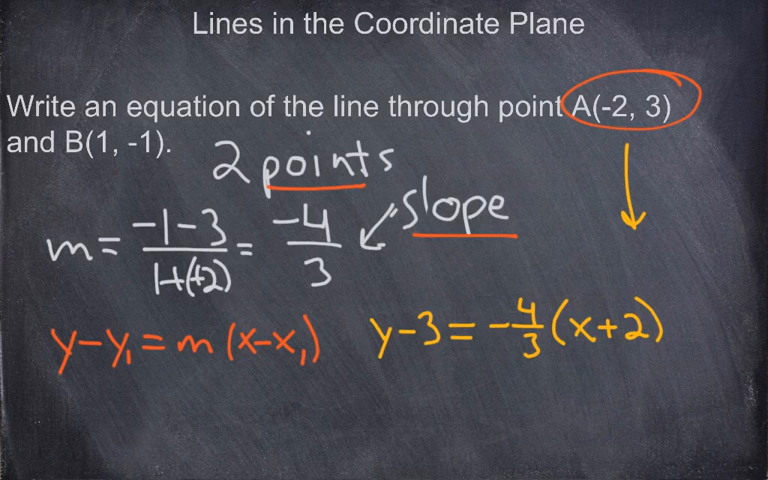 Lines in the Coordinate Plane
Write an equation of the line through point A(-2, 3)
and B(1, -1).
2 points
m = -1-3/1+(+2) = -4/3
slope
y-y₁ = m (x-x₁)
y-3 = -4/3 (x+2)